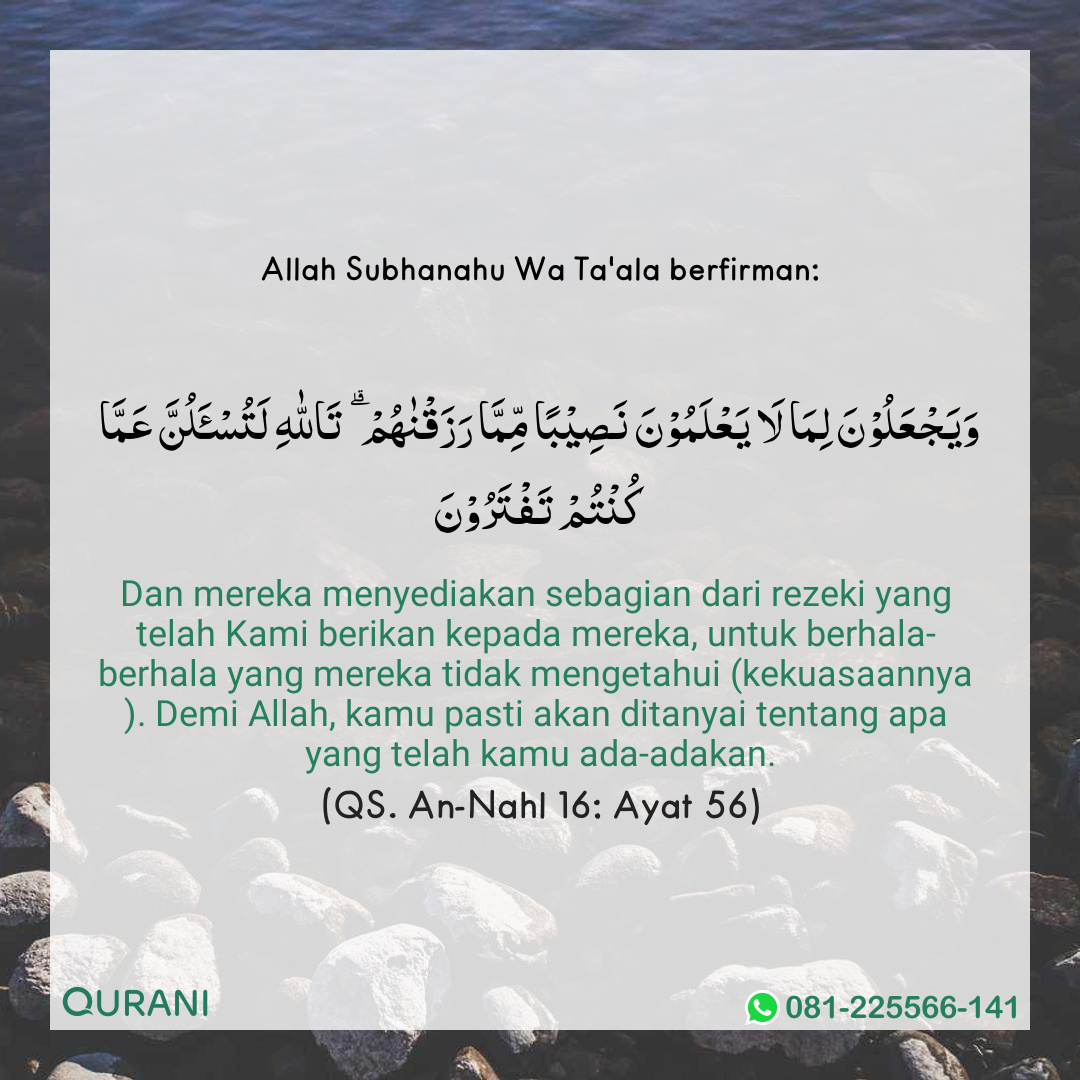 Allah Subhanahu Wa Ta'ala berfirman:
وَيَجْعَلُوْنَ لِمَا لَا يَعْلَمُوْنَ نَصِيْبًا مِّمَّا رَزَقْنٰهُمْ ۗ تَاللّٰهِ لَتُسْـَٔلُنَّ عَمَّا
كُنْتُمْ تَفْتَرُوْنَ
Dan mereka menyediakan sebagian dari rezeki yang
telah Kami berikan kepada mereka, untuk berhala-
berhala yang mereka tidak mengetahui (kekuasaannya
). Demi Allah, kamu pasti akan ditanyai tentang apa
yang telah kamu ada-adakan.
(QS. An-Nahl 16: Ayat 56)
QURANI
081-225566-141